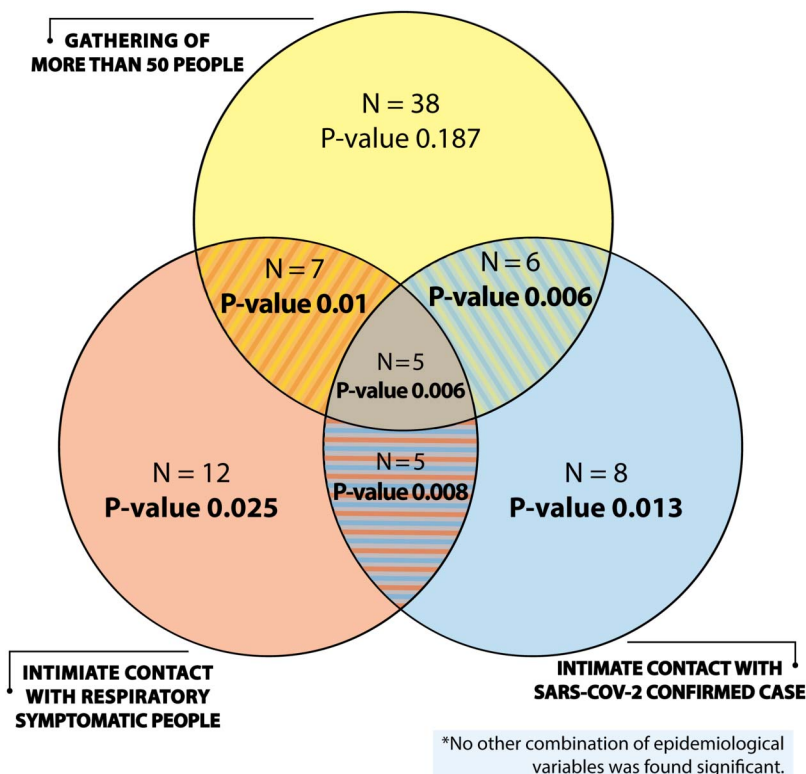 GATHERING OF
MORE THAN 50 PEOPLE
N = 38
P-value 0.187
N = 7
P-value 0.01
N = 6
P-value 0.006
N=5
P-value 0.006
N = 12
P-value 0.025
N=5
P-value 0.008
N = 8
P-value 0.013
INTIMIATE CONTACT
WITH RESPIRATORY
SYMPTOMATIC PEOPLE
INTIMATE CONTACT WITH
SARS-COV-2 CONFIRMED CASE
*No other combination of epidemiological
variables was found significant.